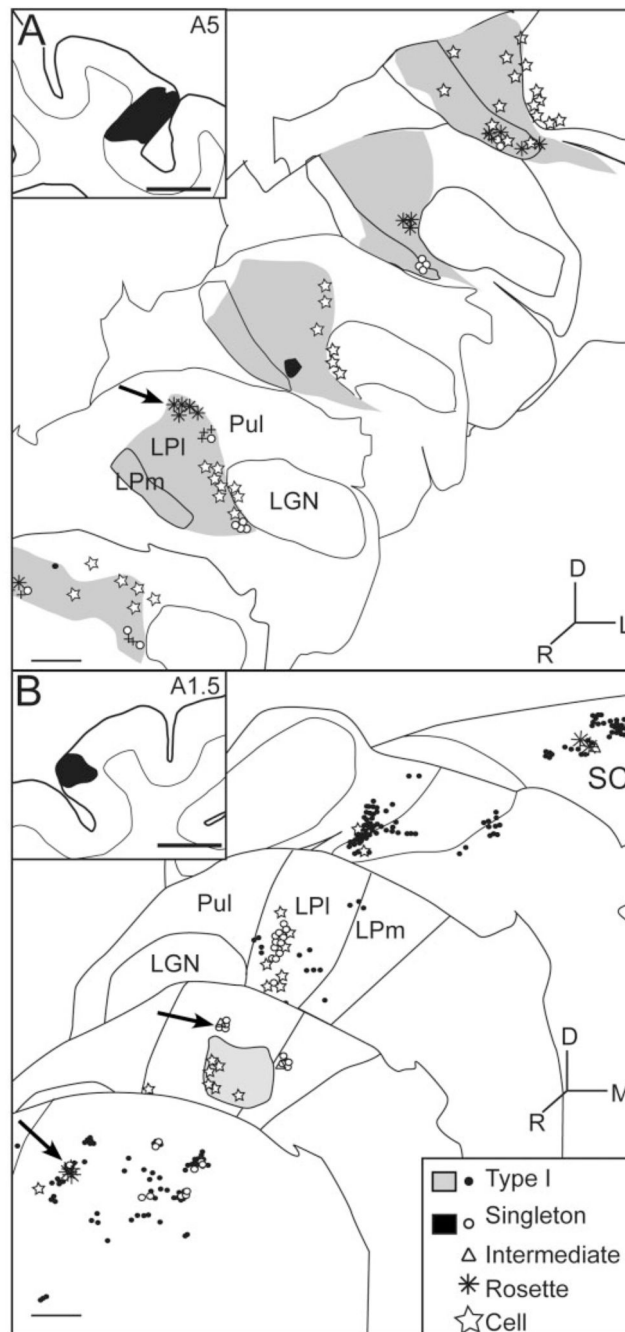 A
A5
Pul
LPl
LPm
LGN
D
L
R
B
A1.5
SC
Pul
LPl
LPm
LGN
D
M
R
Type I
Singleton
Intermediate
Rosette
Cell